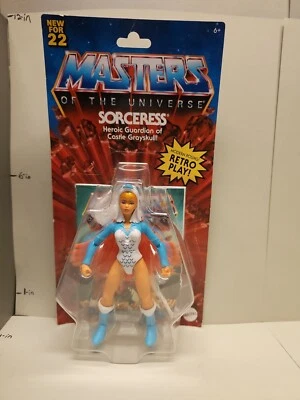 NEW FOR
22
6+
MASTERS
OF THE UNIVERSE®
SORCERESS®
Heroic Guardian of
Castle Grayskull!
RETRO
PLAY!